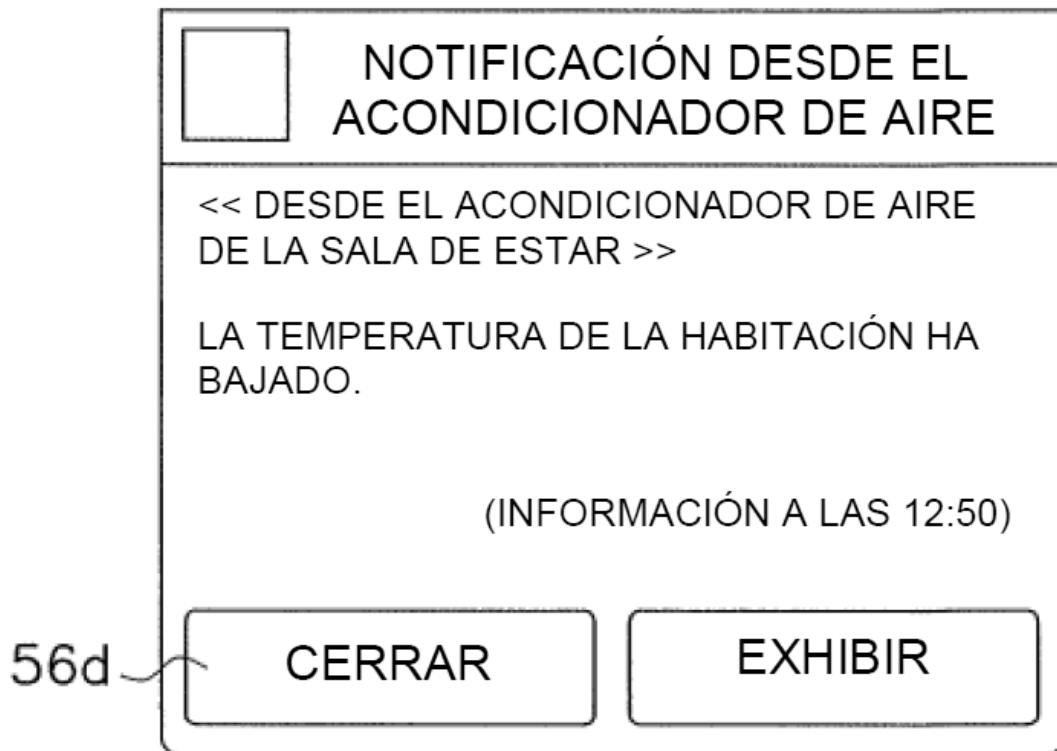 NOTIFICACIÓN DESDE EL
ACONDICIONADOR DE AIRE
<< DESDE EL ACONDICIONADOR DE AIRE
DE LA SALA DE ESTAR >>
LA TEMPERATURA DE LA HABITACIÓN HA
BAJADO.
(INFORMACIÓN A LAS 12:50)
56d
CERRAR
EXHIBIR